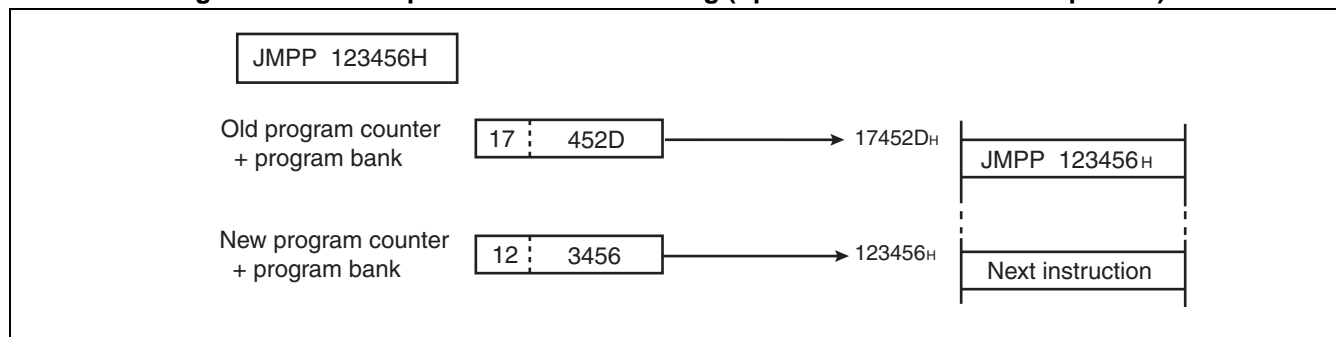 JMPP 123456H
Old program counter
+ program bank
17 452D
17452DH
JMPP 123456H
New program counter
+ program bank
12 3456
123456H
Next instruction